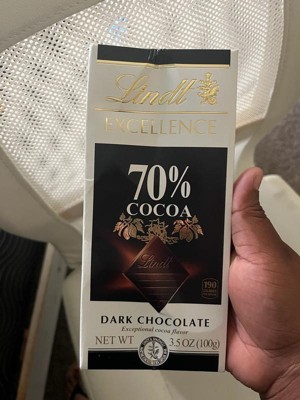 Lindt
EXCELLENCE
70%
COCOA
Lindt
190
DARK CHOCOLATE
Exceptional cocoa flavor
NET WT 3.5 OZ (100g)